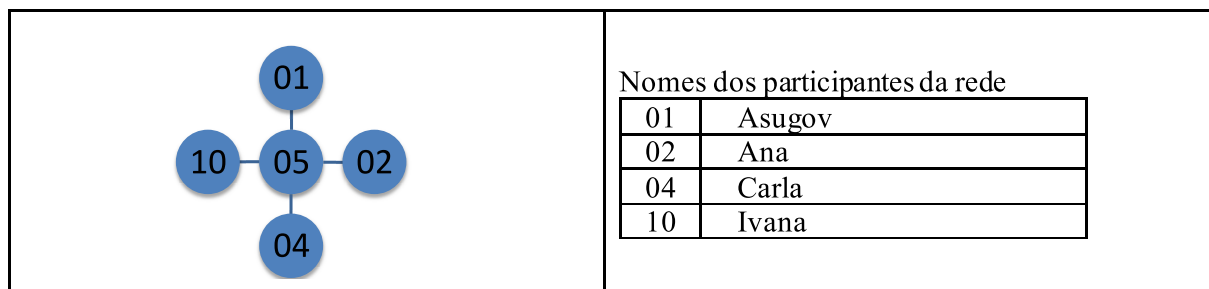 01
10 05 02
04
Nomes dos participantes da rede
01 Asugov
02 Ana
04 Carla
10 Ivana